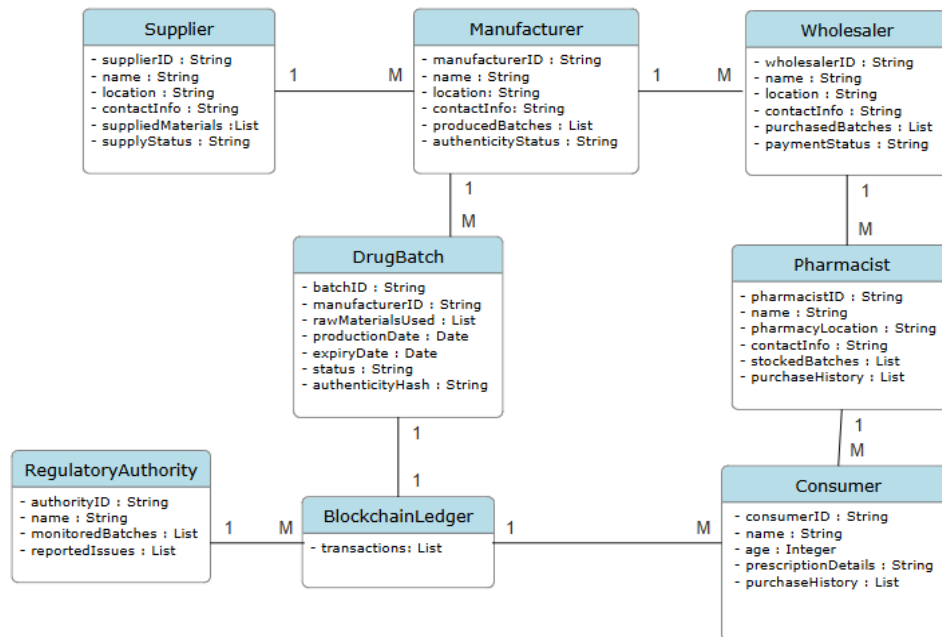 Supplier
- supplierID : String
- name : String
- location : String
- contactInfo : String
- suppliedMaterials :List
- supplyStatus : String
1
M
Manufacturer
- manufacturerID : String
- name : String
- location: String
- contactInfo: String
- producedBatches : List
- authenticityStatus : String
1
M
Wholesaler
- wholesalerID : String
- name : String
- location : String
- contactInfo : String
- purchasedBatches : List
- paymentStatus : String
1
M
1
M
DrugBatch
- batchID : String
- manufacturerID : String
- rawMaterialsUsed : List
- productionDate : Date
- expiryDate : Date
- status : String
- authenticityHash : String
Pharmacist
- pharmacistID : String
- name : String
- pharmacyLocation : String
- contactInfo : String
- stockedBatches : List
- purchaseHistory : List
1
1
1
M
RegulatoryAuthority
- authorityID : String
- name : String
- monitoredBatches : List
- reportedIssues : List
1
M
BlockchainLedger
- transactions: List
1
M
Consumer
- consumerID : String
- name : String
- age : Integer
- prescriptionDetails : String
- purchaseHistory : List